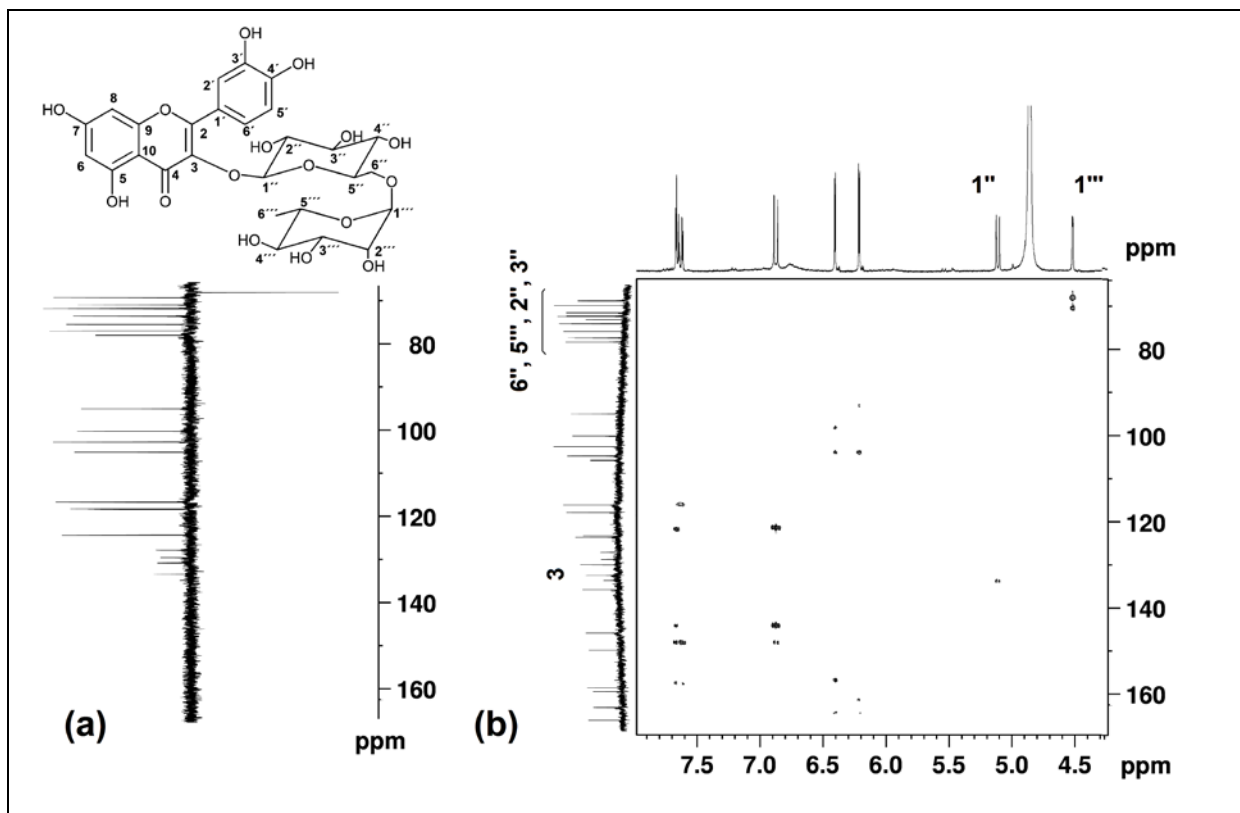 OH
3´
4´
OH
2´
8
O
1´
5´
HO
7
9
2
6´
OH
4´´
HO
2´´
3´´
OH
6
10
3
O
6´´
5
4
O
1´´
5´´
O
OH
O
5´´´
6´´´
O
1´´´
HO
4´´´
HO
3´´´
2´´´
OH
1"
1'''
ppm
6", 5''', 2", 3"
80
80
100
100
120
120
3
140
140
160
160
(a)
(b)
ppm
7.5 7.0 6.5 6.0 5.5 5.0 4.5 ppm